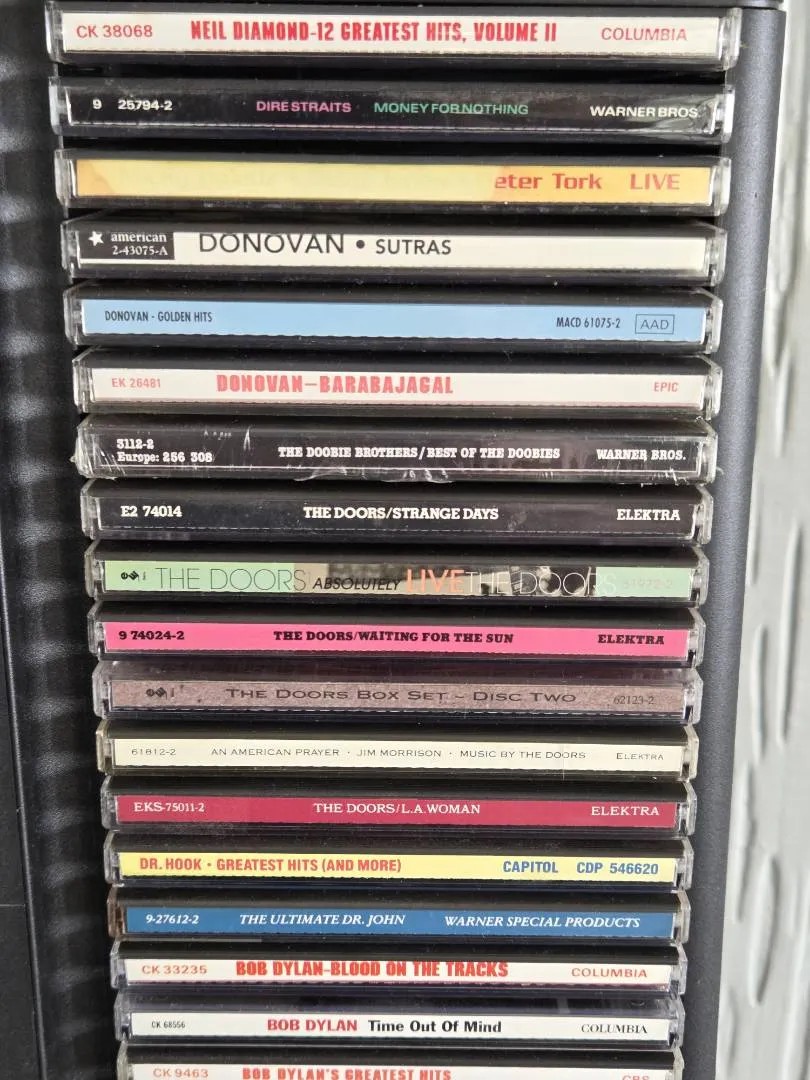 CK 38068 NEIL DIAMOND-12 GREATEST HITS, VOLUME II COLUMBIA
9 25794-2 DIRE STRAITS MONEY FOR NOTHING WARNER BROS.
eter Tork LIVE
american
2-43075-A DONOVAN • SUTRAS
DONOVAN - GOLDEN HITS MACD 61075-2 AAD
EK 26481 DONOVAN—BARABAJAGAL EPIC
3112-2
Europe: 256 308 THE DOOBIE BROTHERS/BEST OF THE DOOBIES WARNER BROS.
E2 74014 THE DOORS/STRANGE DAYS ELEKTRA
THE DOORS ABSOLUTELY LIVE THE DOORS 61972-2
9 74024-2 THE DOORS/WAITING FOR THE SUN ELEKTRA
THE DOORS BOX SET - DISC TWO 62123-2
61812-2 AN AMERICAN PRAYER · JIM MORRISON · MUSIC BY THE DOORS ELEKTRA
EKS-75011-2 THE DOORS/L.A. WOMAN ELEKTRA
DR. HOOK • GREATEST HITS (AND MORE) CAPITOL CDP 546620
9-27612-2 THE ULTIMATE DR. JOHN WARNER SPECIAL PRODUCTS
CK 33235 BOB DYLAN-BLOOD ON THE TRACKS COLUMBIA
CK 68556 BOB DYLAN Time Out Of Mind COLUMBIA
CK 9463 BOB DYLAN'S GREATEST HITS CBS